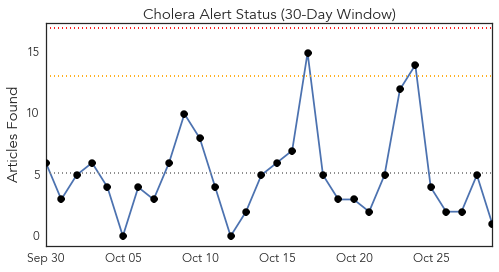 Cholera Alert Status (30-Day Window)
Articles Found
15
10
5
0
Sep 30 Oct 05 Oct 10 Oct 15 Oct 20 Oct 25